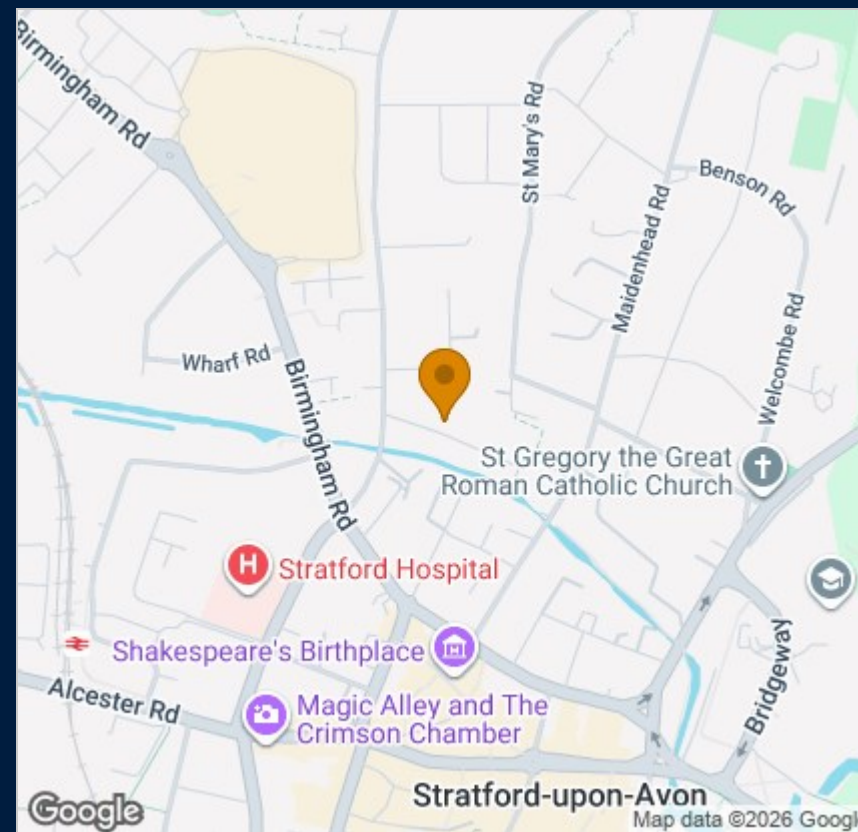 Birmingham Rd
St Mary's Rd
Benson Rd
Maidenhead Rd
Wharf Rd
Birmingham Rd
Welcombe Rd
St Gregory the Great
Roman Catholic Church
H
Stratford Hospital
Shakespeare's Birthplace
Bridgeway
Alcester Rd
Magic Alley and The
Crimson Chamber
Stratford-upon-Avon
Google
Map data ©2026 Google